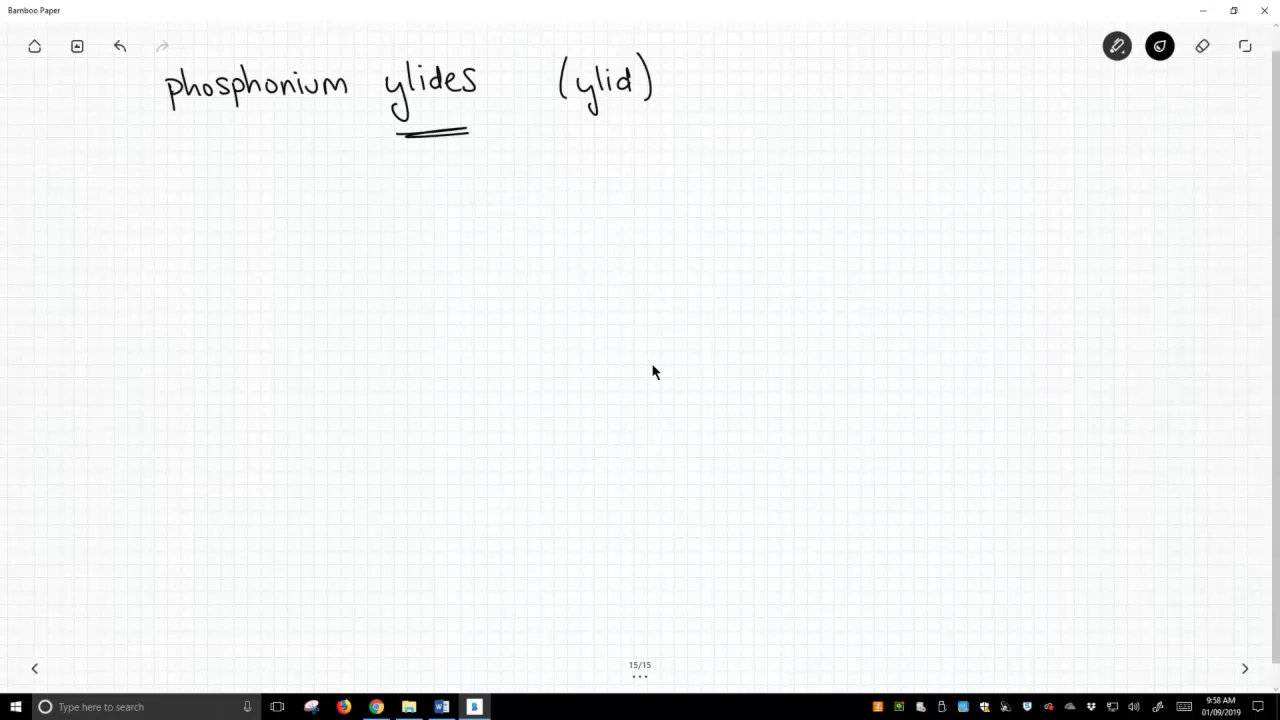 Bamboo Paper
phosphonium ylides (ylid)
15/15
Type here to search
9:58 AM
01/09/2019